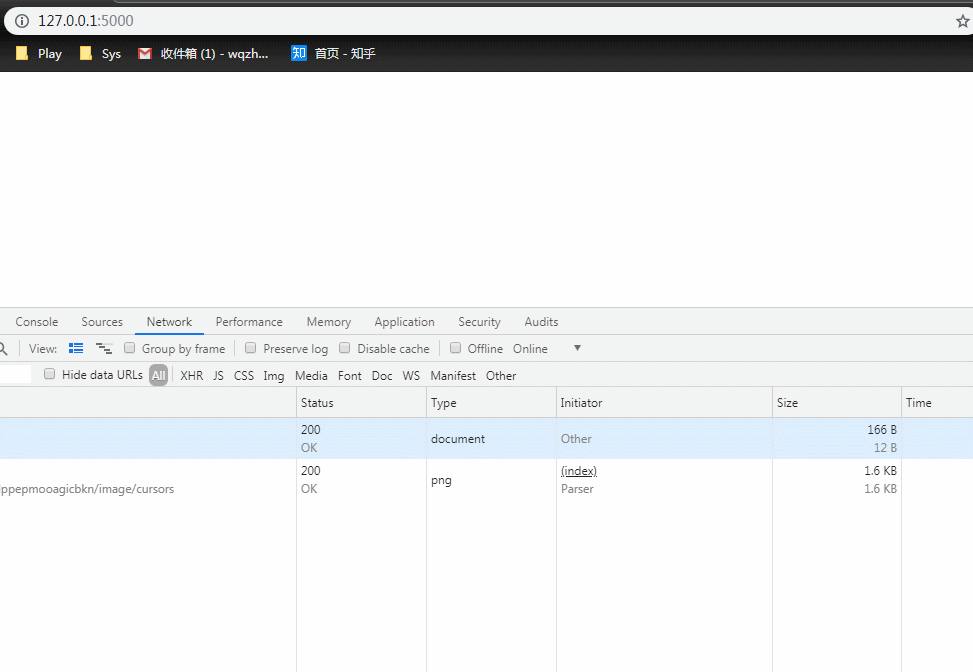 127.0.0.1:5000
Play Sys 收件箱 (1) - wqzh... 知 首页 - 知乎
Console Sources Network Performance Memory Application Security Audits
View: Group by frame Preserve log Disable cache Offline Online
Hide data URLs All XHR JS CSS Img Media Font Doc WS Manifest Other
Status Type Initiator Size Time
200 document Other 166 B
OK 12 B
200 png (index) 1.6 KB
ppepmooagicbkn/image/cursors OK Parser 1.6 KB